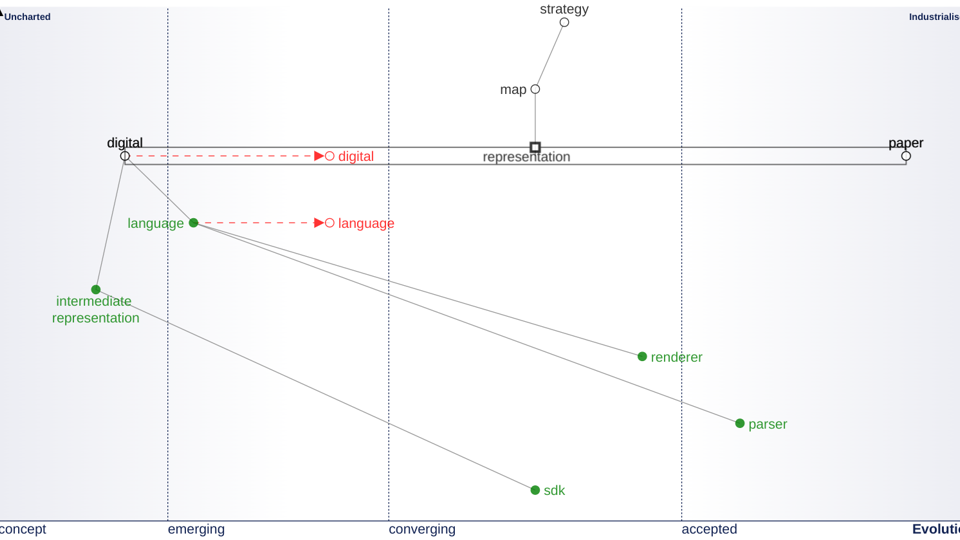 strategy
Uncharted
Industrialis
map
digital
paper
digital
representation
language
language
intermediate
representation
renderer
parser
sdk
concept
emerging
converging
accepted
Evoluti